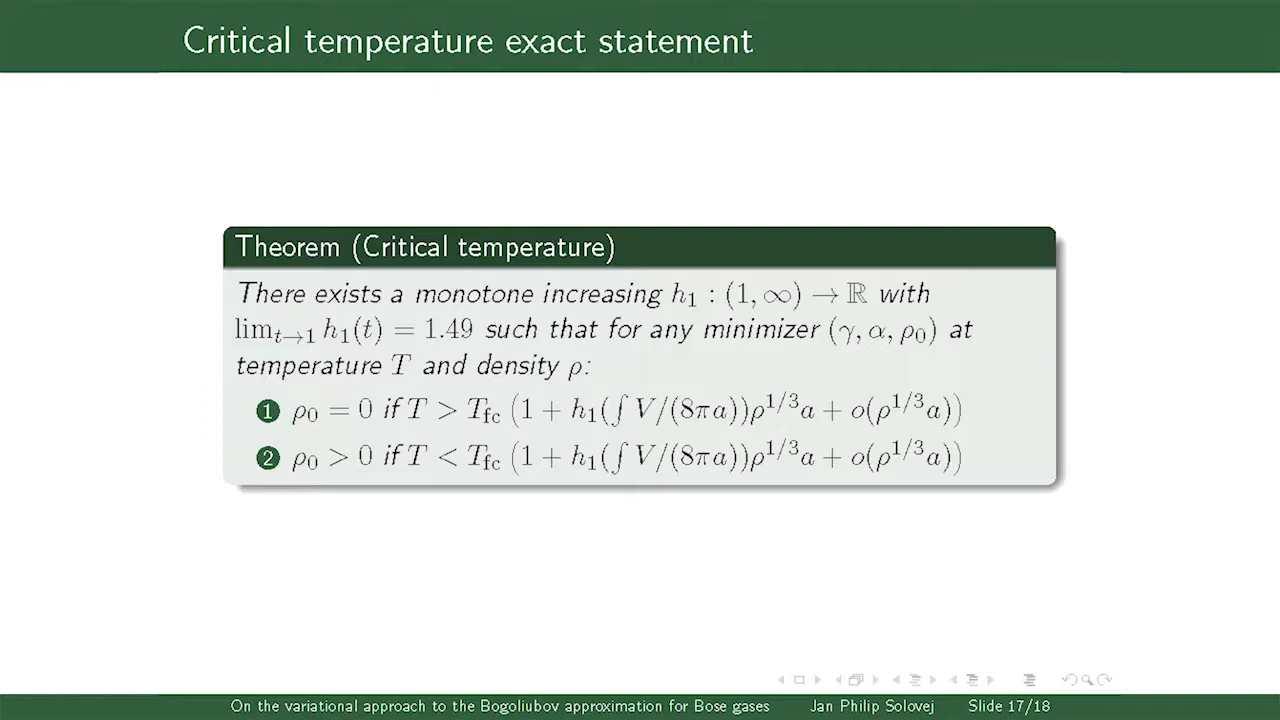 Critical temperature exact statement
Theorem (Critical temperature)
There exists a monotone increasing h₁ : (1, ∞) → ℝ with
lim_{t→1} h₁(t) = 1.49 such that for any minimizer (γ, α, ρ₀) at
temperature T and density ρ:
1 ρ₀ = 0 if T > T_fc (1 + h₁(∫ V/(8πa))ρ^{1/3}a + o(ρ^{1/3}a))
2 ρ₀ > 0 if T < T_fc (1 + h₁(∫ V/(8πa))ρ^{1/3}a + o(ρ^{1/3}a))
On the variational approach to the Bogoliubov approximation for Bose gases Jan Philip Solovej Slide 17/18